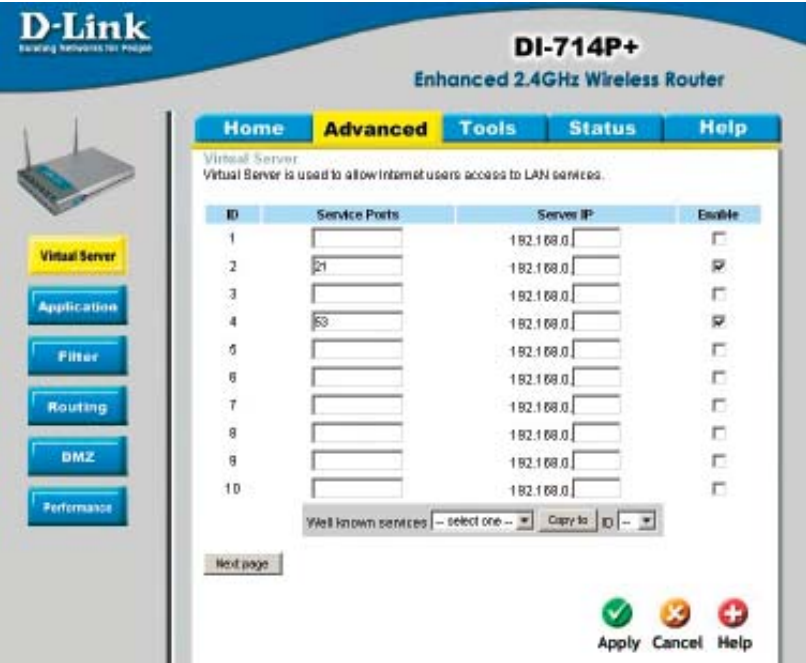 D-Link
Building Networks for People
DI-714P+
Enhanced 2.4GHz Wireless Router
Home Advanced Tools Status Help
Virtual Server
Application
Filter
Routing
DMZ
Performance
Virtual Server
Virtual Server is used to allow Internet users access to LAN services.
ID Service Ports Server IP Enable
1 192.168.0.
2 21 192.168.0.
3 192.168.0.
4 53 192.168.0.
5 192.168.0.
6 192.168.0.
7 192.168.0.
8 192.168.0.
9 192.168.0.
10 192.168.0.
Well known services -- select one -- Copy to ID --
Next page
Apply Cancel Help